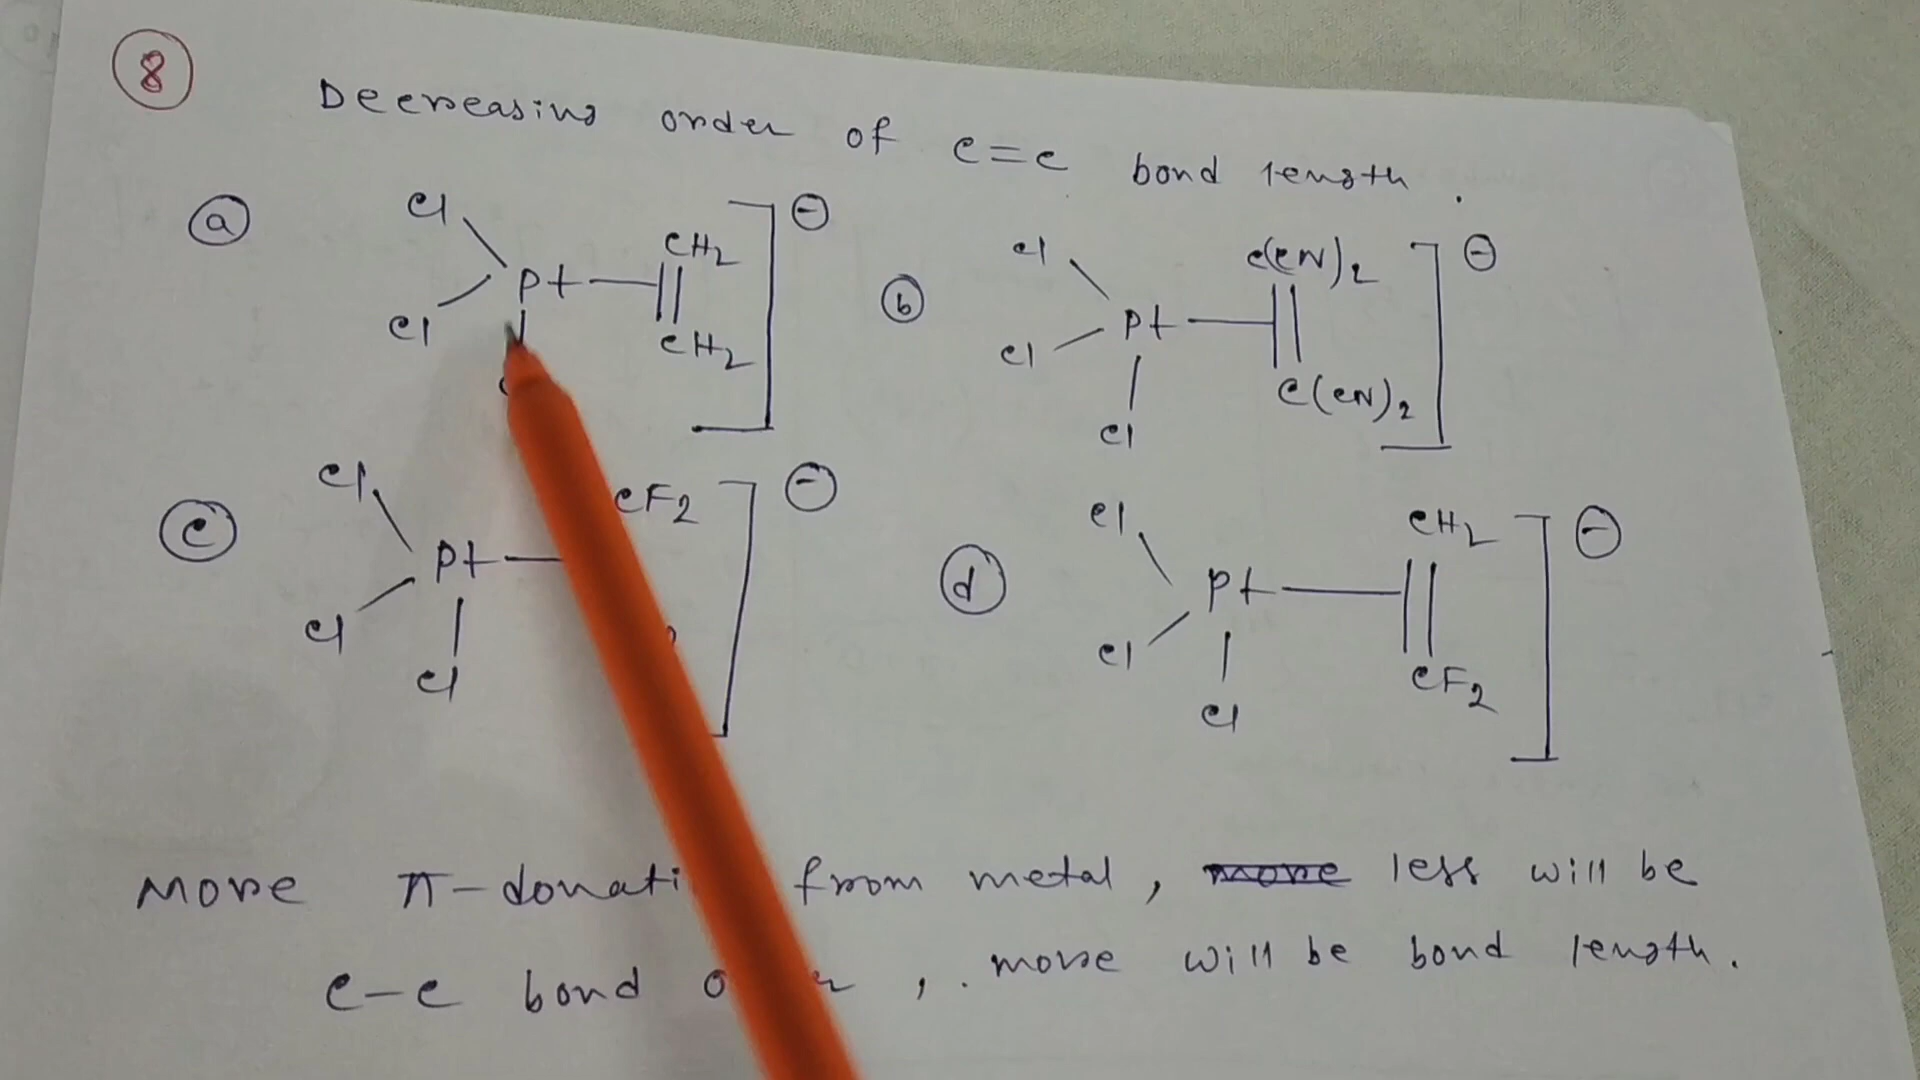 8 Decreasing order of c=c bond length.
a Cl Cl Pt CH2 CH2 ⊖
b Cl Cl Pt Cl C(CN)2 C(CN)2 ⊖
c Cl Cl Pt Cl CF2 ⊖
d Cl Cl Pt Cl CH2 CF2 ⊖
More π-donati from metal, more less will be
c-c bond , more will be bond length.